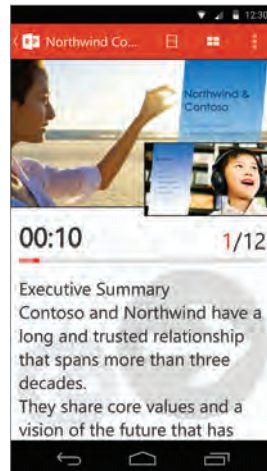 12:30
Northwind Co...
Northwind &
Contoso
00:10
1/12
Executive Summary
Contoso and Northwind have a
long and trusted relationship
that spans more than three
decades.
They share core values and a
vision of the future that has